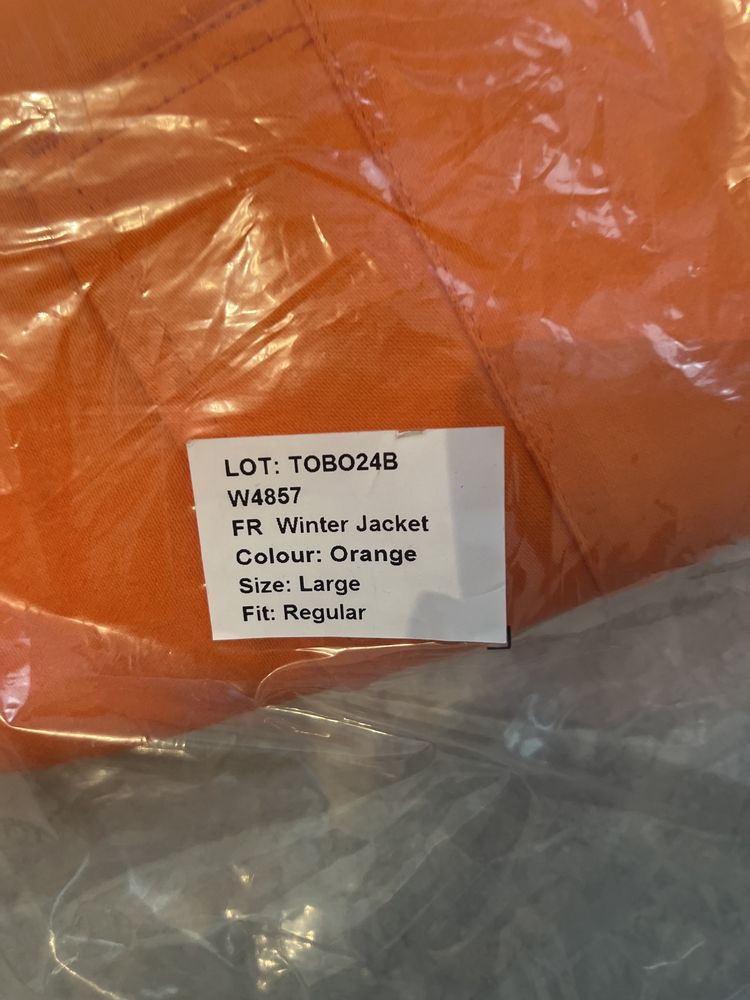 LOT: TOBO24B
W4857
FR Winter Jacket
Colour: Orange
Size: Large
Fit: Regular